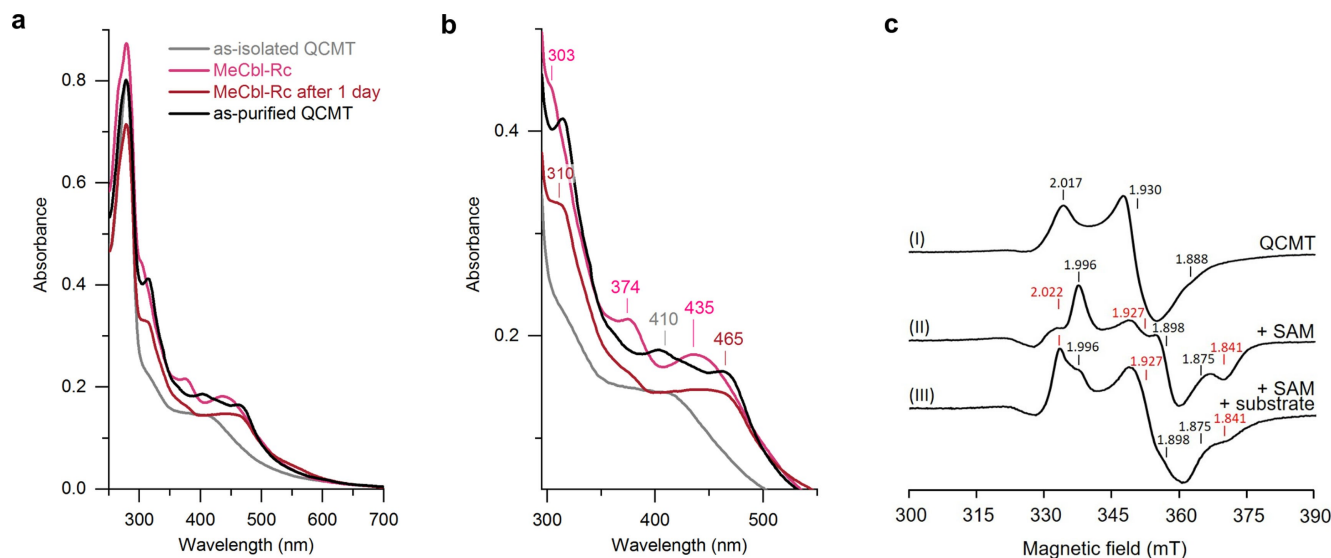 a
as-isolated QCMT
MeCbl-Rc
MeCbl-Rc after 1 day
as-purified QCMT
0.8
0.6
0.4
0.2
0.0
Absorbance
300
400
500
600
700
Wavelength (nm)
b
303
310
374
410
435
465
0.4
0.2
Absorbance
300
400
500
Wavelength (nm)
c
2.017
1.930
(I)
QCMT
1.888
1.996
2.022
1.927
1.898
(II)
+ SAM
1.875
1.841
1.996
1.927
(III)
+ SAM
+ substrate
1.898
1.875
1.841
300
315
330
345
360
375
390
Magnetic field (mT)